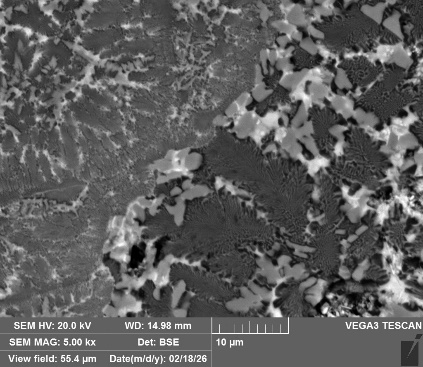 SEM HV: 20.0 kV
WD: 14.98 mm
VEGA3 TESCAN
SEM MAG: 5.00 kx
Det: BSE
10 µm
View field: 55.4 µm
Date(m/d/y): 02/18/26